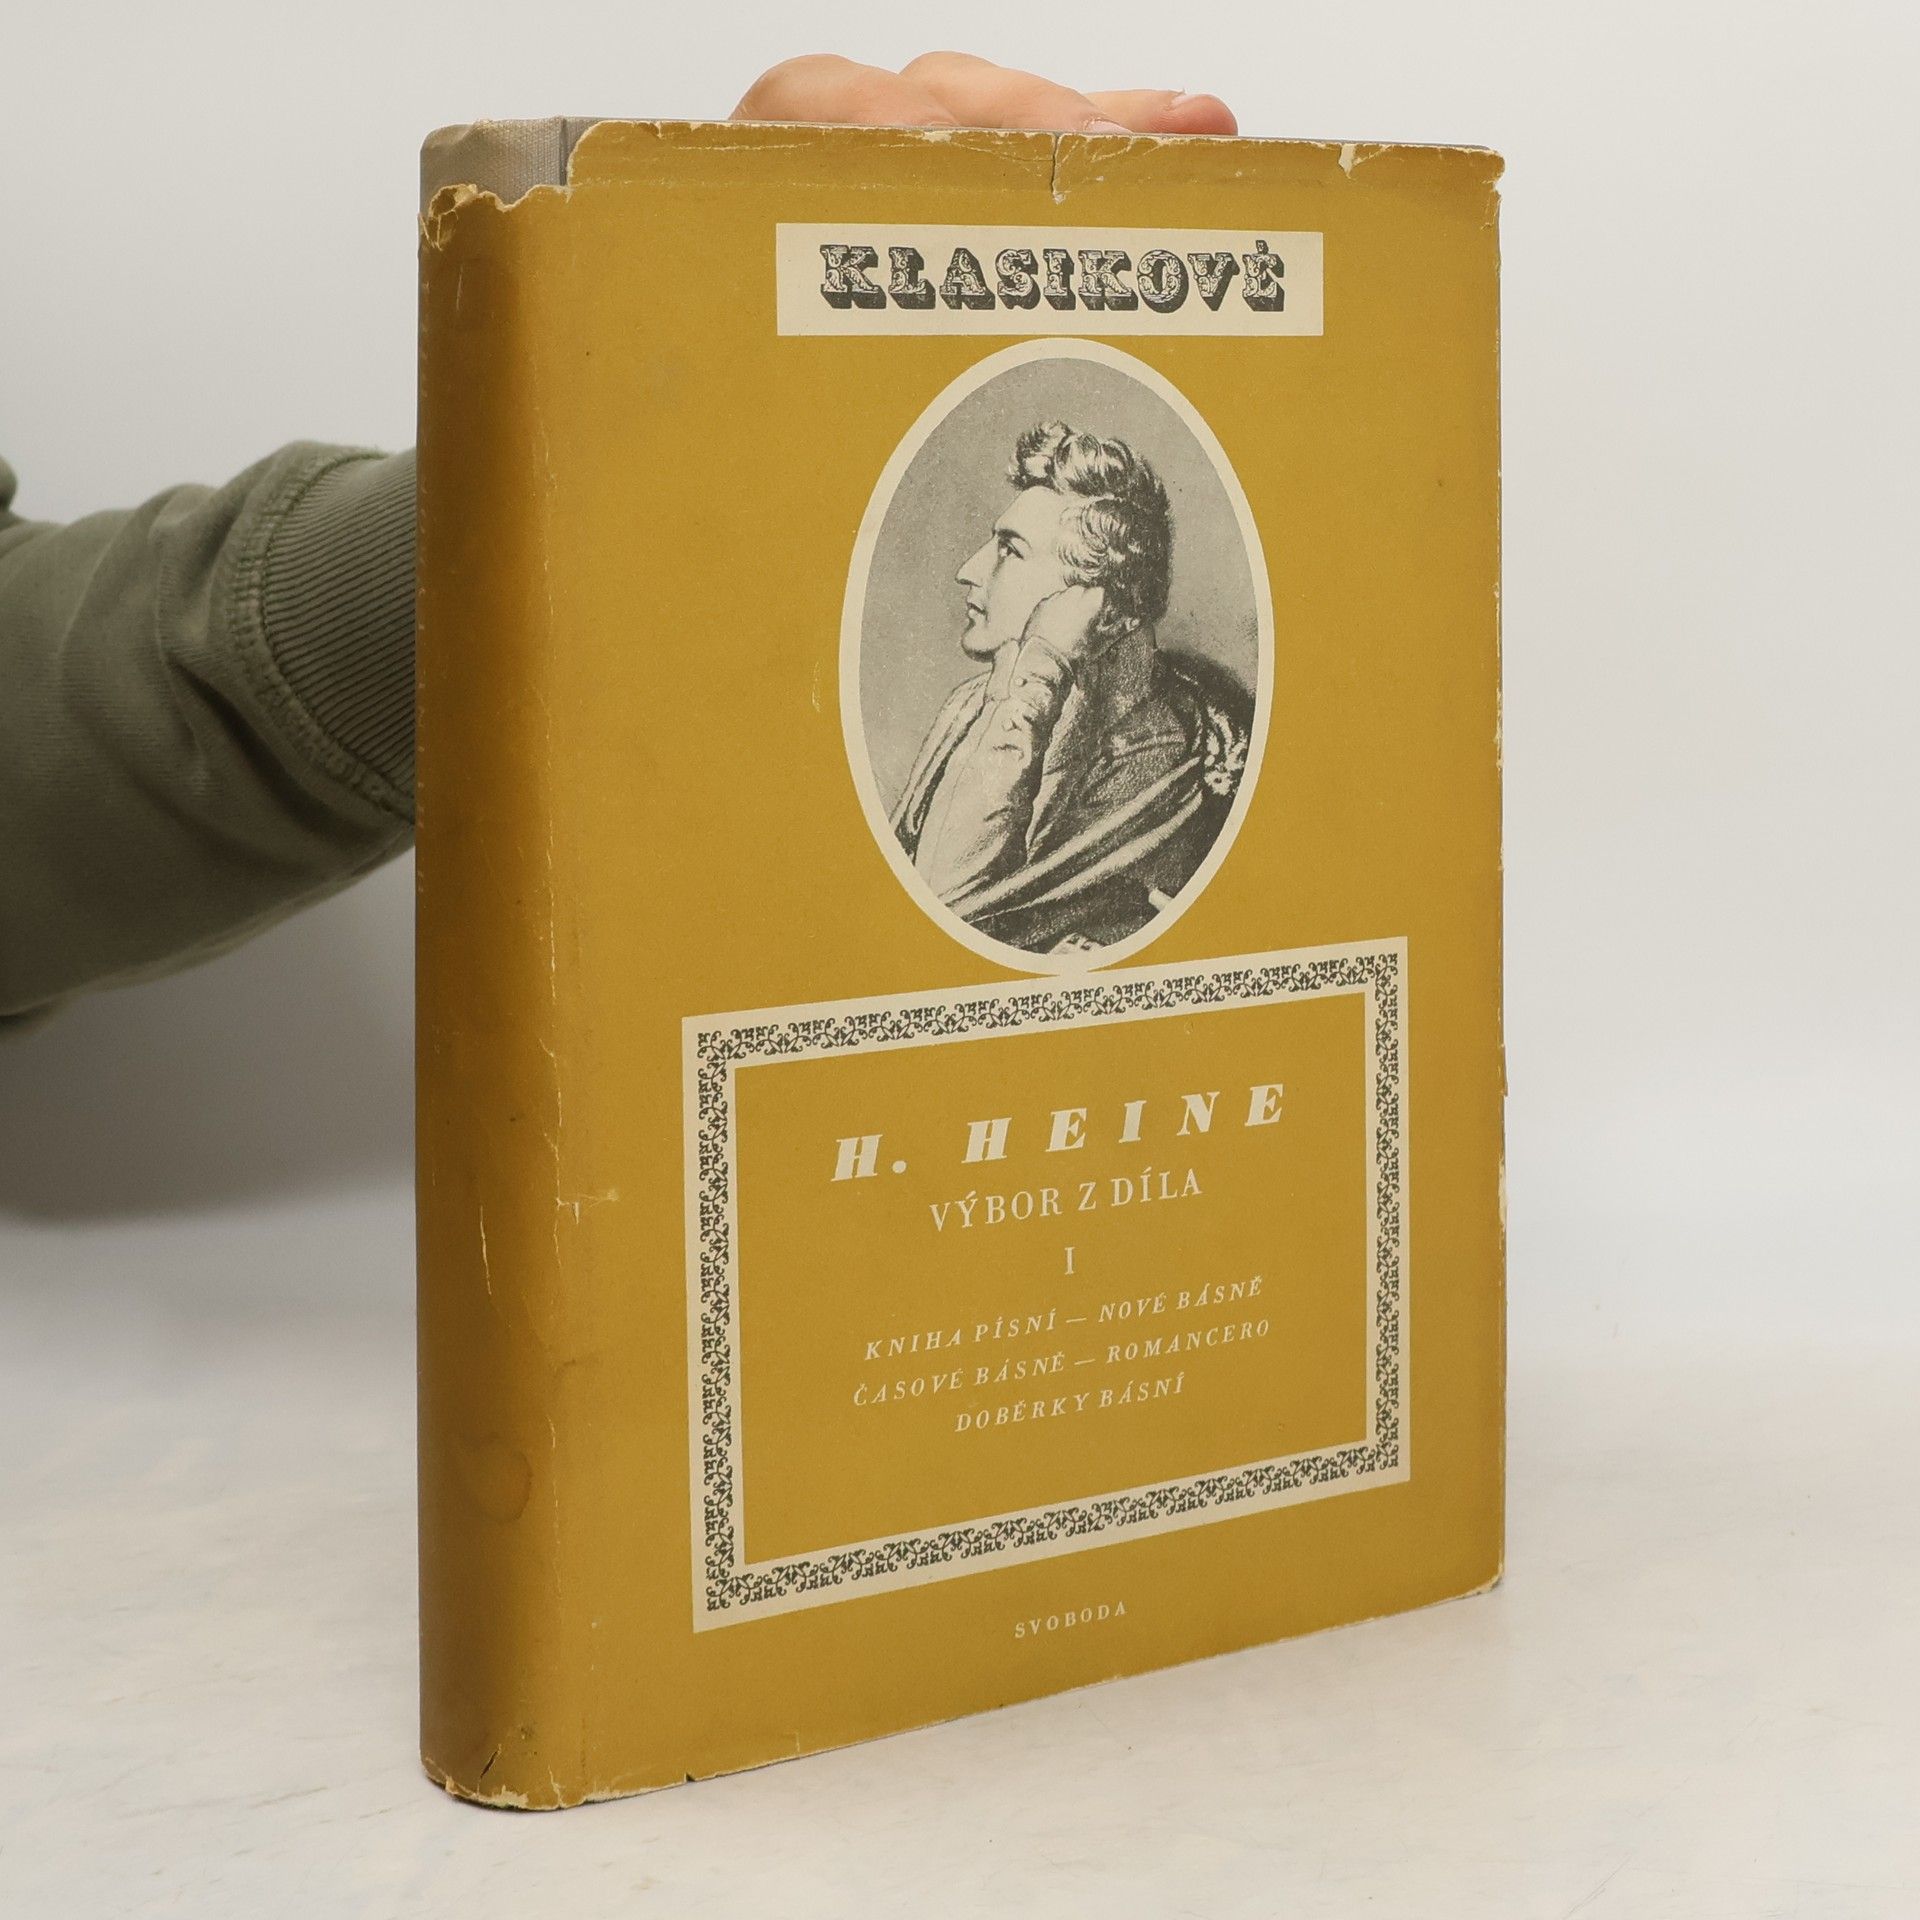 KLASIKOVÉ
H. HEINE
VÝBOR Z DÍLA
I
KNIHA PÍSNÍ — NOVÉ BÁSNĚ
ČASOVÉ BÁSNĚ — ROMANCERO
DOBĚRKY BÁSNÍ
SVOBODA